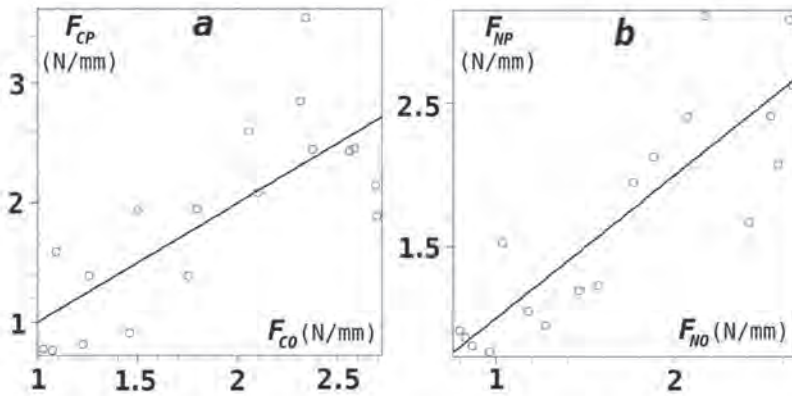 F_CP a
(N/mm)
3
2
1
F_CO (N/mm)
1 1.5 2 2.5
F_NP b
(N/mm)
2.5
1.5
F_NO (N/mm)
1 2